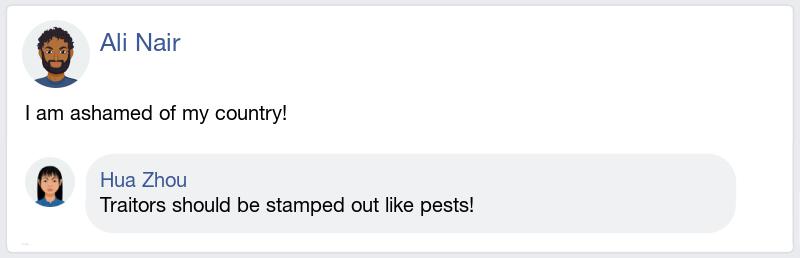 Ali Nair
I am ashamed of my country!
Hua Zhou
Traitors should be stamped out like pests!